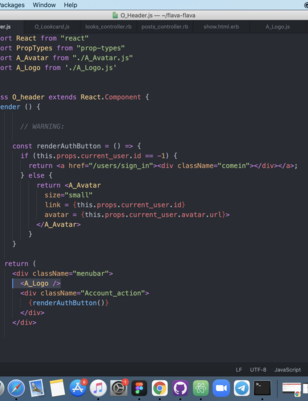 Packages Window Help
O_Header.js — ~/flava-flava
er.js O_Lookcard.js looks_controller.rb posts_controller.rb show.html.erb A_Logo.js
ort React from "react"
ort PropTypes from "prop-types"
ort A_Avatar from "./A_Avatar.js"
ort A_Logo from './A_Logo.js'
ss O_header extends React.Component {
ender () {
// WARNING:
const renderAuthButton = () => {
if (this.props.current_user.id == -1) {
return <a href="/users/sign_in"><div className="comein"></div></a>;
} else {
return <A_Avatar
size="small"
link = {this.props.current_user.id}
avatar = {this.props.current_user.avatar.url}>
</A_Avatar>
}
}
return (
<div className="menubar">
<A_Logo />
<div className="Account_action">
{renderAuthButton()}
</div>
</div>
LF UTF-8 JavaScript